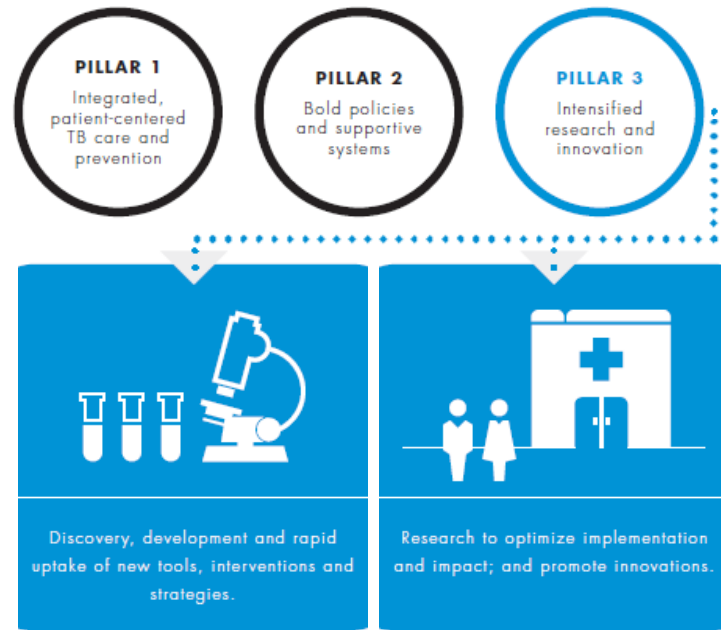 PILLAR 1
Integrated,
patient-centered
TB care and
prevention
PILLAR 2
Bold policies
and supportive
systems
PILLAR 3
Intensified
research and
innovation
Discovery, development and rapid
uptake of new tools, interventions and
strategies.
Research to optimize implementation
and impact; and promote innovations.